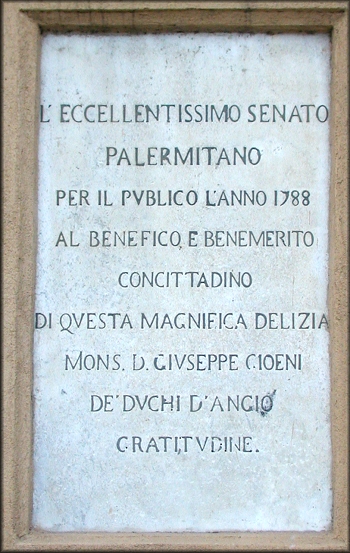 L'ECCELLENTISSIMO SENATO
PALERMITANO
PER IL PVBLICO L'ANNO 1788
AL BENEFICO, E BENEMERITO
CONCITTADINO
DI QVESTA MAGNIFICA DELIZIA
MONS. D. GIVSEPPE GIOENI
DE' DVCHI D'ANGIO'
GRATITVDINE.